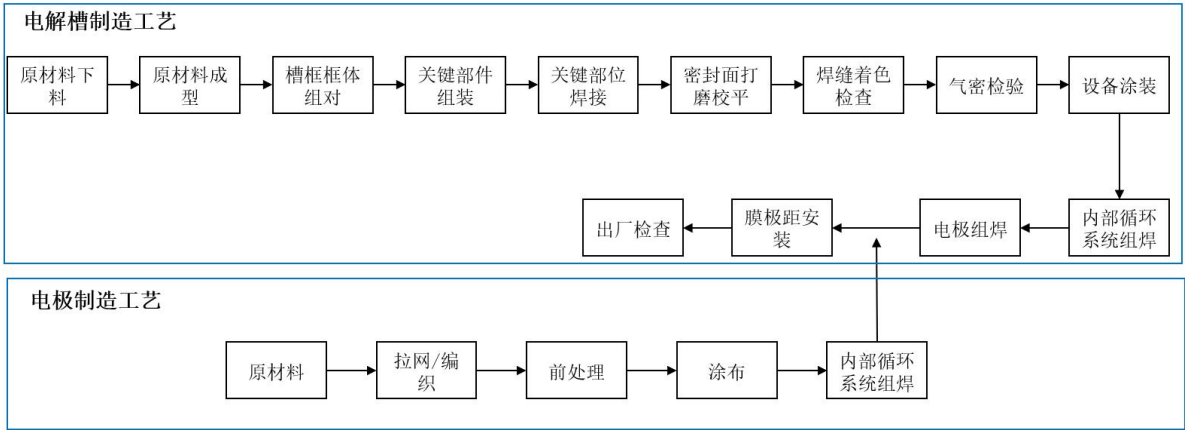 电解槽制造工艺
原材料下
料
原材料成
型
槽框框体
组对
关键部件
组装
关键部位
焊接
密封面打
磨校平
焊缝着色
检查
气密检验
设备涂装
出厂检查
膜极距安
装
电极组焊
内部循环
系统组焊
电极制造工艺
原材料
拉网/编
织
前处理
涂布
内部循环
系统组焊